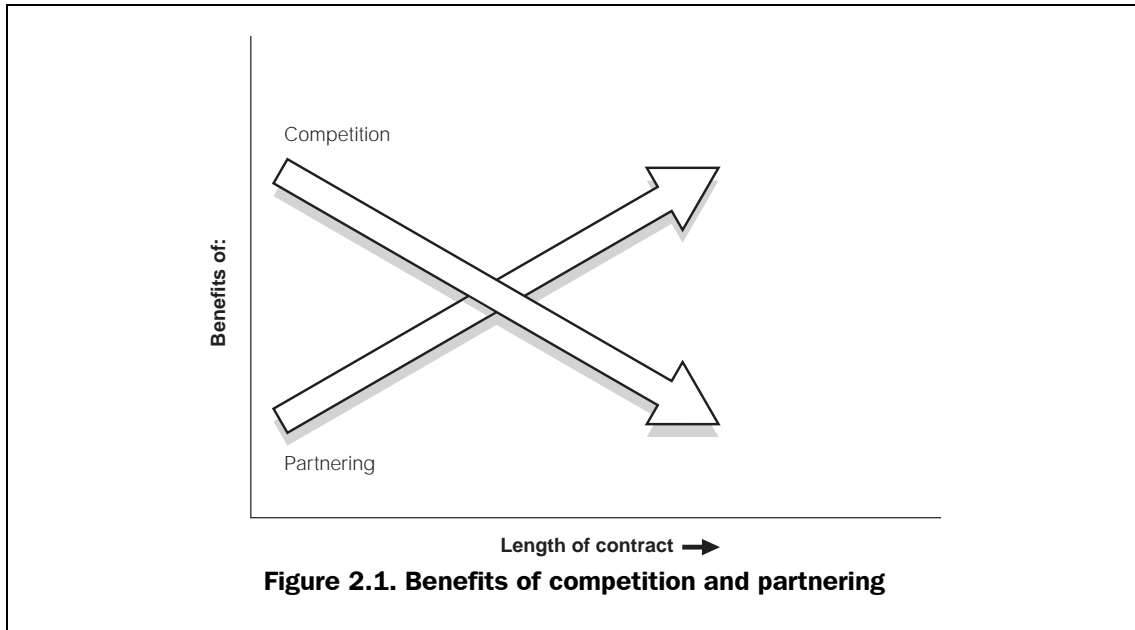 Competition
Benefits of:
Partnering
Length of contract
Figure 2.1. Benefits of competition and partnering